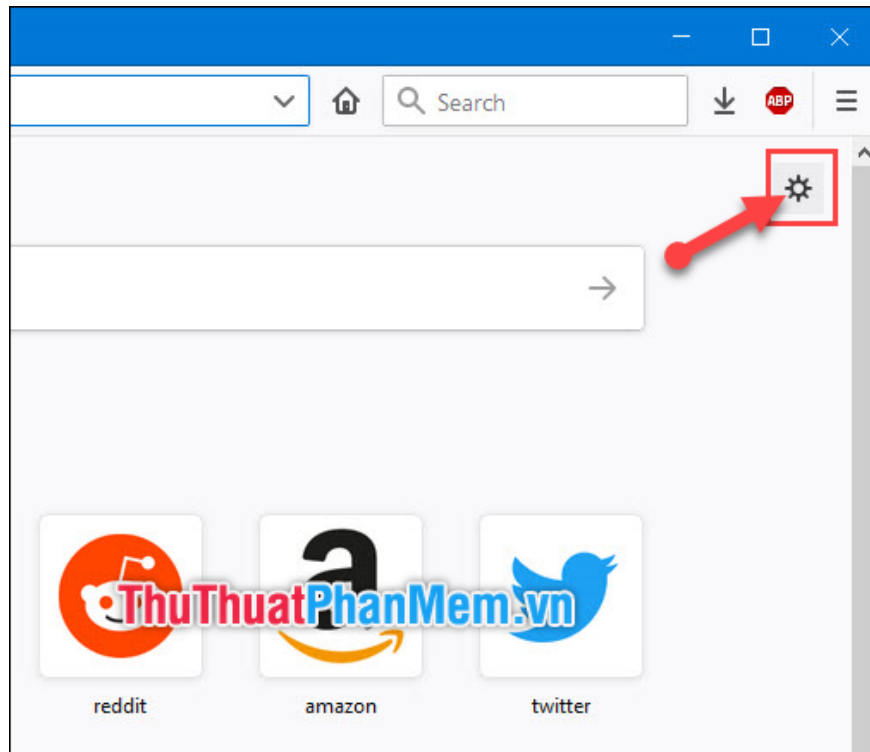 Search
ABP
ThuThuatPhanMem.vn
reddit
amazon
twitter